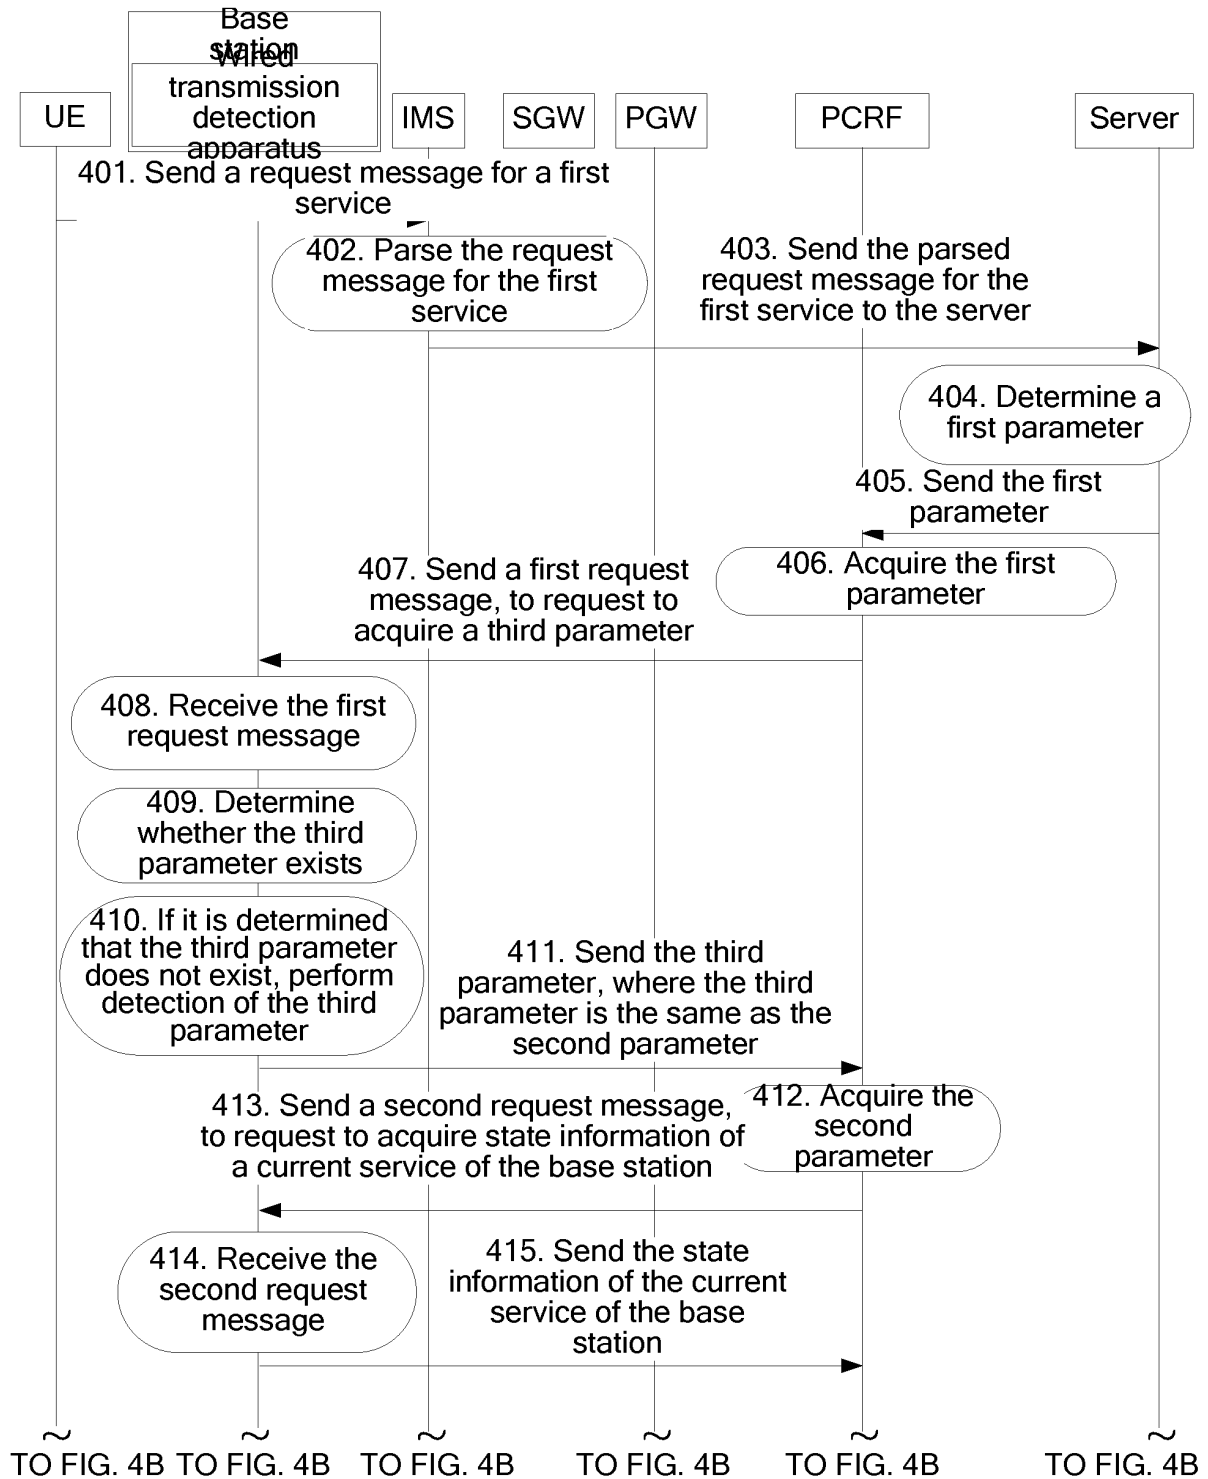 Base
station
Wired
transmission
detection
apparatus
UE
IMS
SGW
PGW
PCRF
Server
401. Send a request message for a first
service
402. Parse the request
message for the first
service
403. Send the parsed
request message for the
first service to the server
404. Determine a
first parameter
405. Send the first
parameter
406. Acquire the first
parameter
407. Send a first request
message, to request to
acquire a third parameter
408. Receive the first
request message
409. Determine
whether the third
parameter exists
410. If it is determined
that the third parameter
does not exist, perform
detection of the third
parameter
411. Send the third
parameter, where the third
parameter is the same as the
second parameter
412. Acquire the
second
parameter
413. Send a second request message,
to request to acquire state information of
a current service of the base station
414. Receive the
second request
message
415. Send the state
information of the current
service of the base
station
TO FIG. 4B TO FIG. 4B TO FIG. 4B TO FIG. 4B TO FIG. 4B TO FIG. 4B